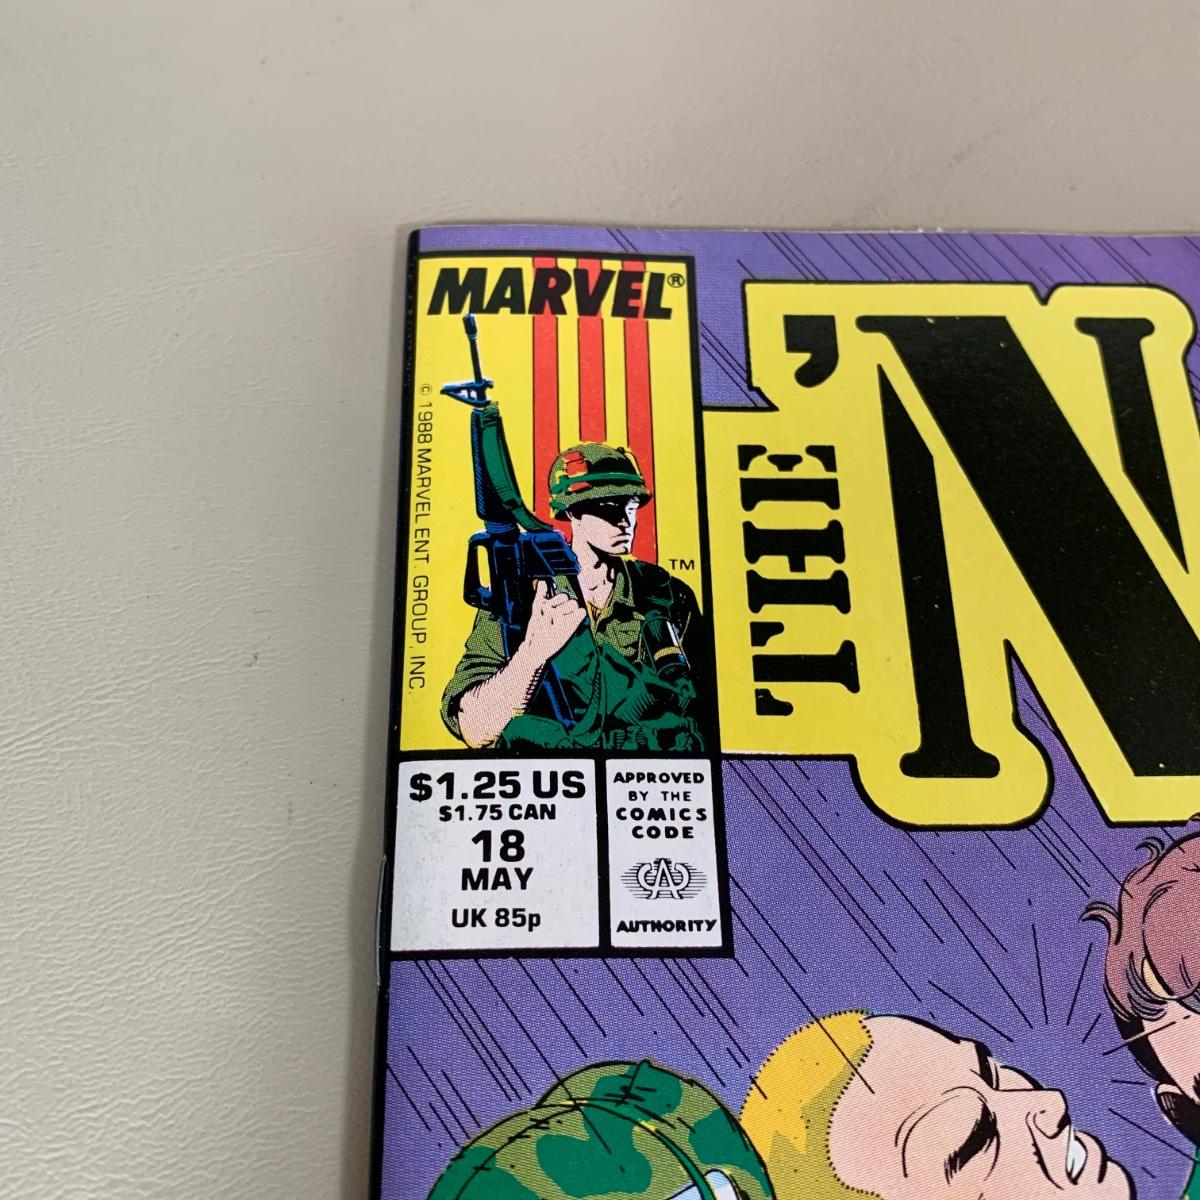 MARVEL®
© 1988 MARVEL ENT. GROUP, INC.
TM
THE 'N
$1.25 US
$1.75 CAN
18
MAY
UK 85p
APPROVED
BY THE
COMICS
CODE
CA
AUTHORITY